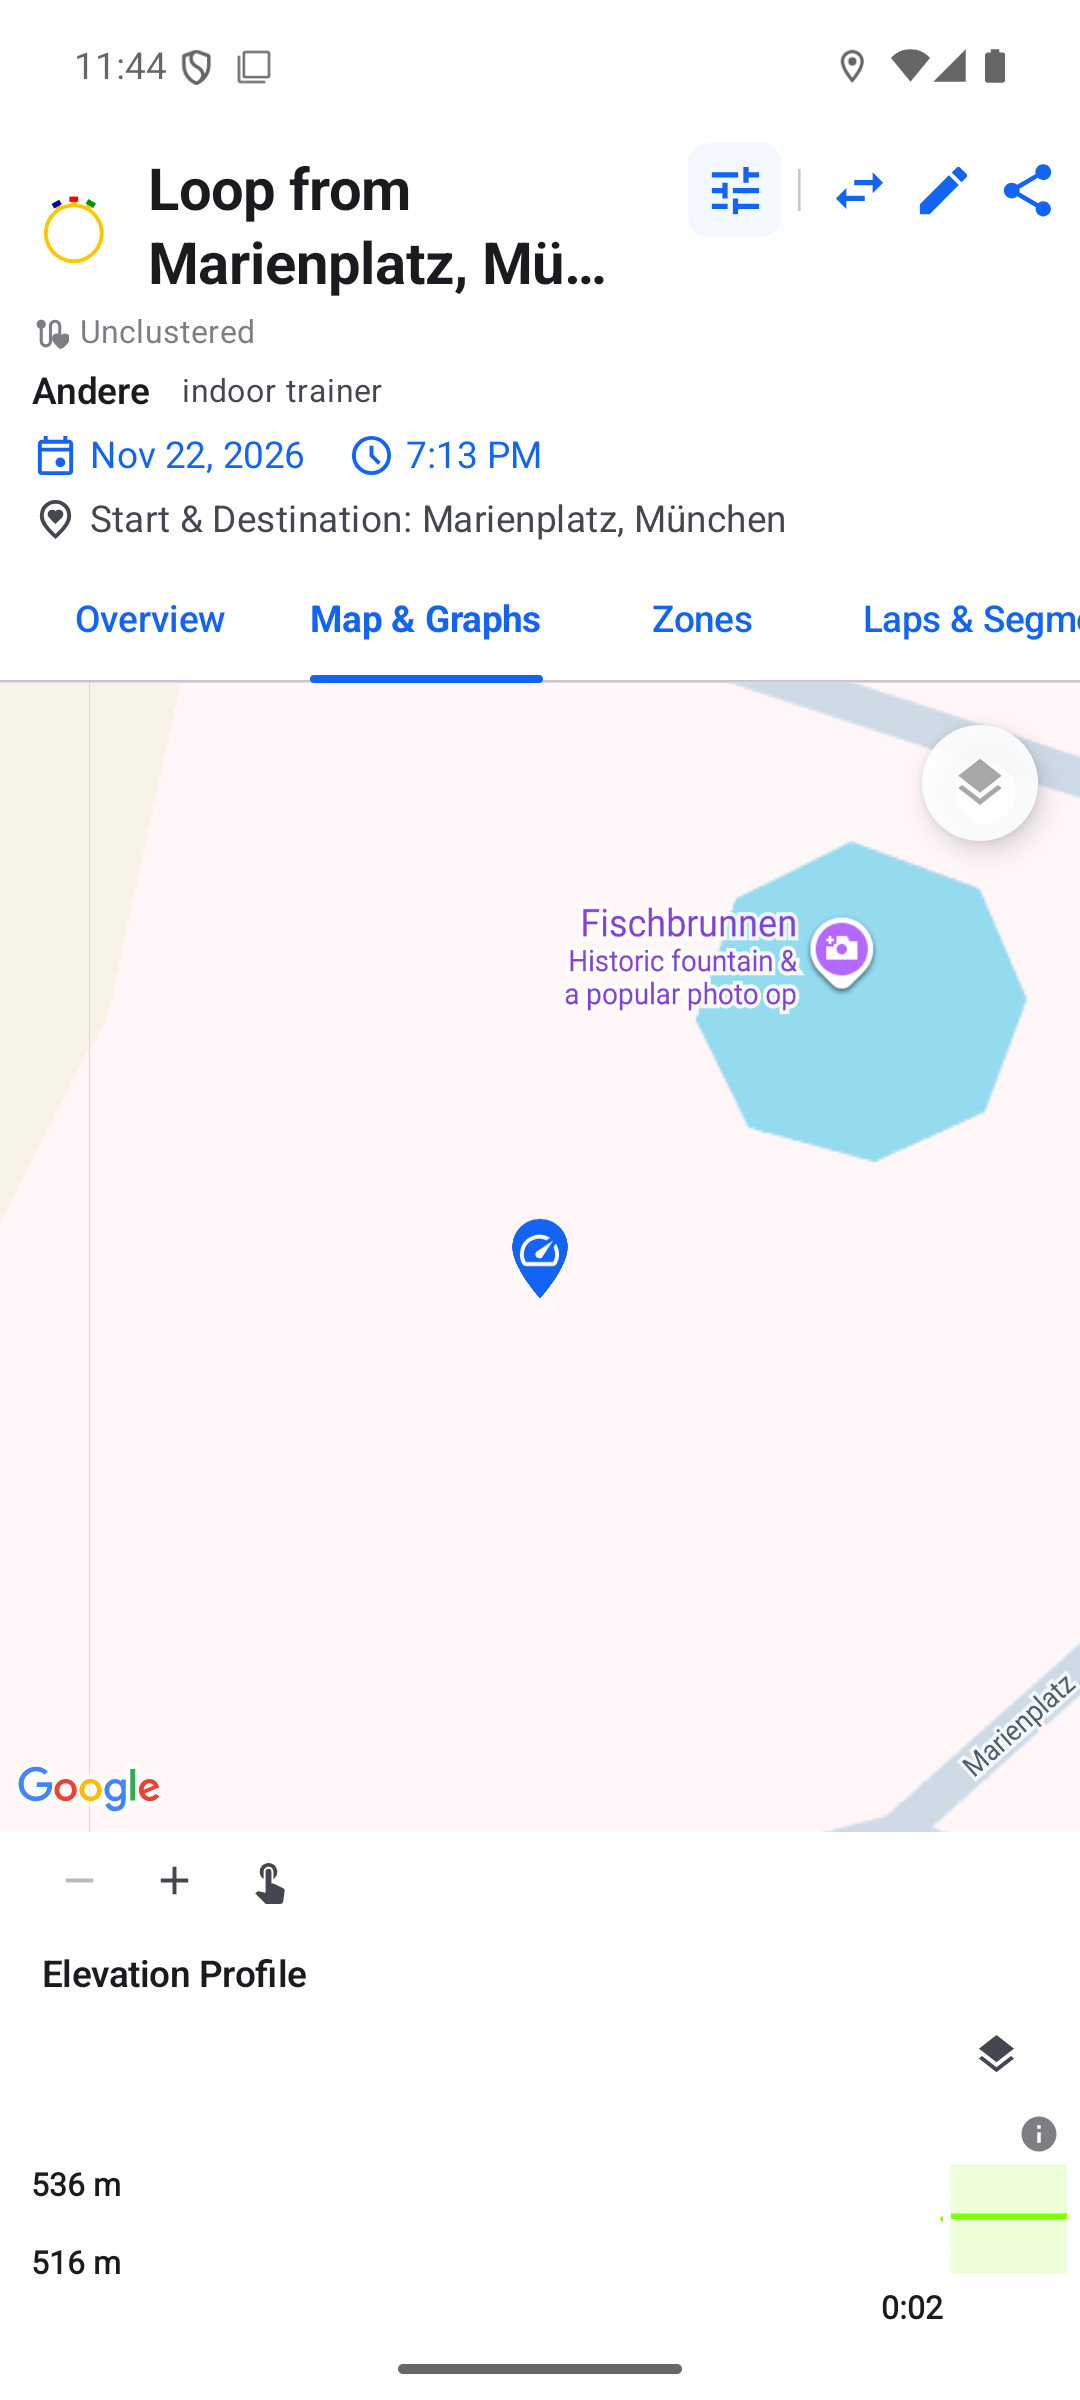 11:44
Loop from
Marienplatz, Mü...
Unclustered
Andere indoor trainer
Nov 22, 2026 7:13 PM
Start & Destination: Marienplatz, München
Overview Map & Graphs Zones Laps & Segm
Fischbrunnen
Historic fountain &
a popular photo op
Marienplatz
Google
Elevation Profile
536 m
516 m
0:02